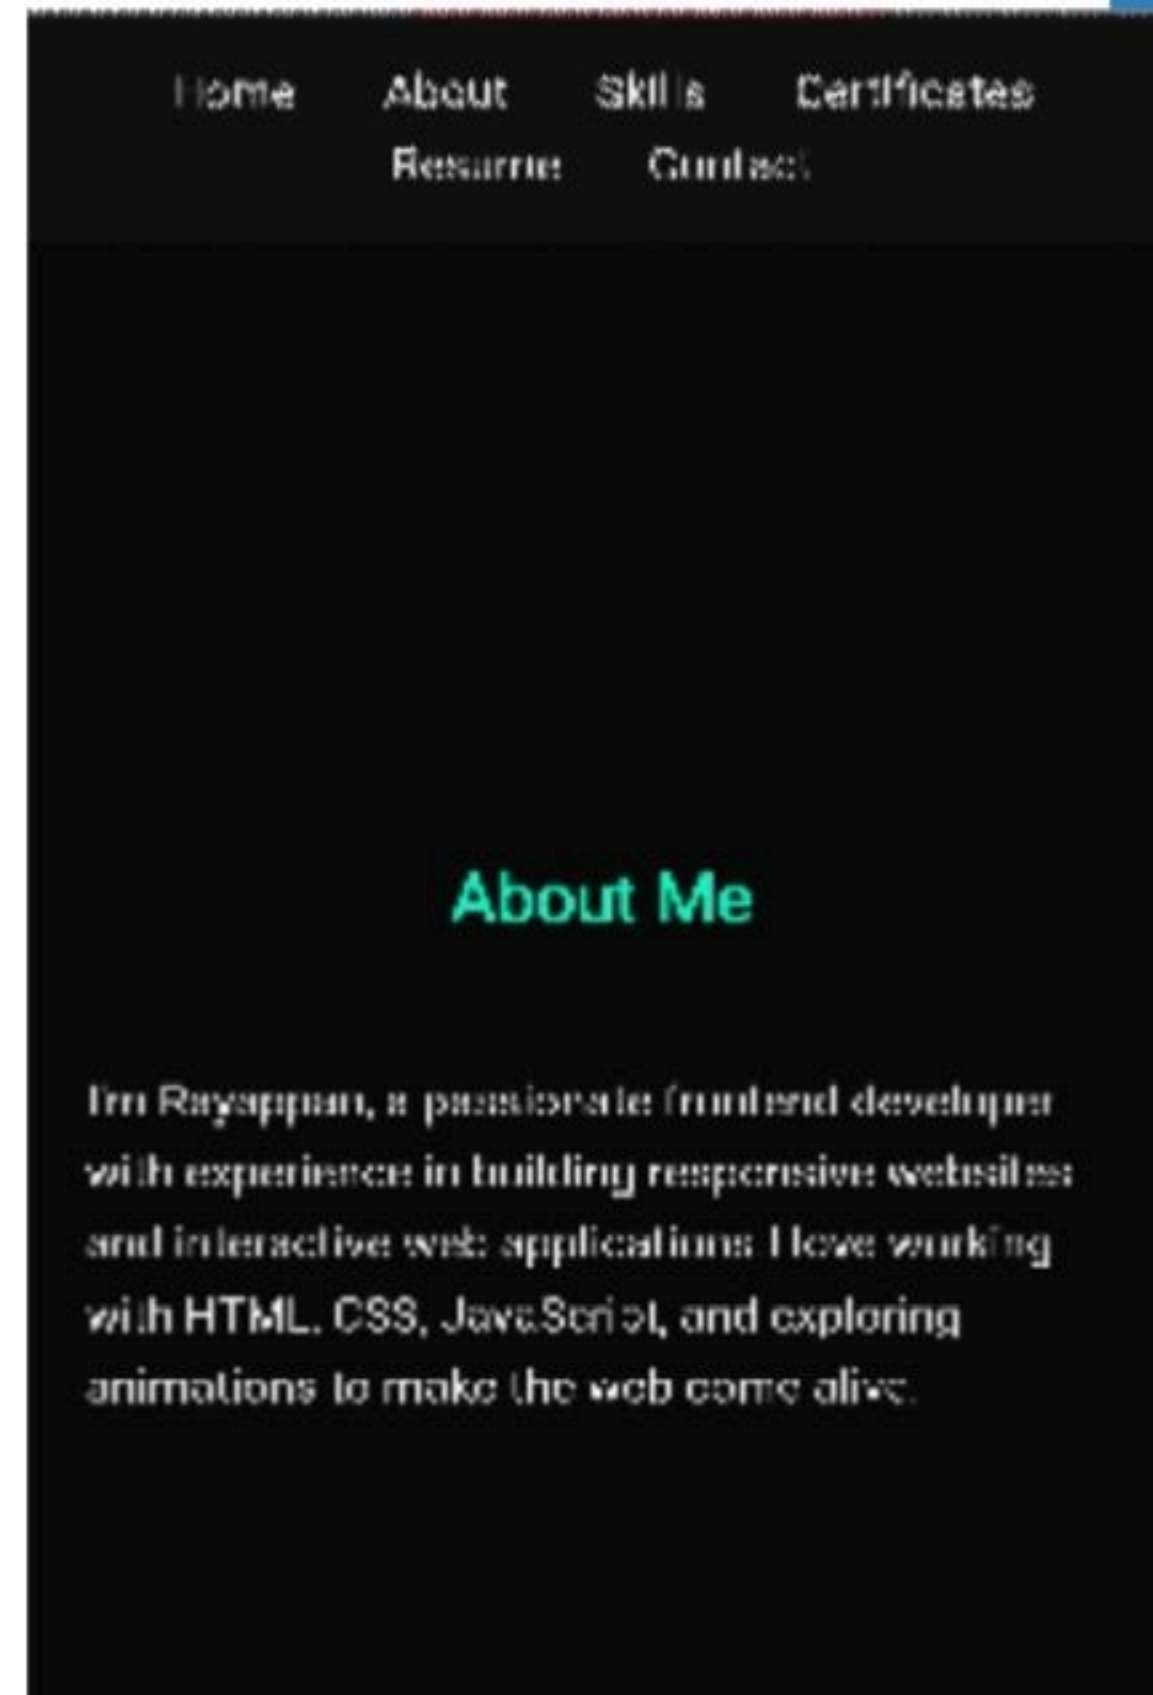 Home About Skills Certificates
Resume Contact
About Me
I'm Rayappan, a passionate frontend developer
with experience in building responsive websites
and interactive web applications. I love working
with HTML, CSS, JavaScript, and exploring
animations to make the web come alive.